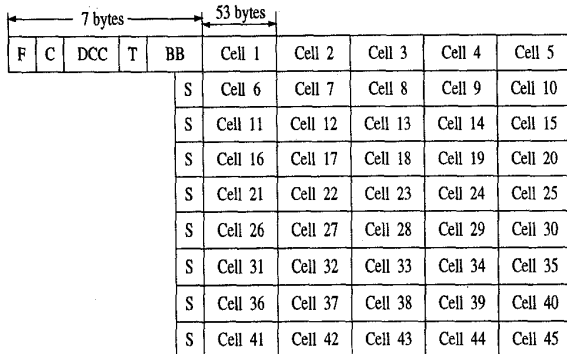 7 bytes 53 bytes
F C DCC T BB Cell 1 Cell 2 Cell 3 Cell 4 Cell 5
S Cell 6 Cell 7 Cell 8 Cell 9 Cell 10
S Cell 11 Cell 12 Cell 13 Cell 14 Cell 15
S Cell 16 Cell 17 Cell 18 Cell 19 Cell 20
S Cell 21 Cell 22 Cell 23 Cell 24 Cell 25
S Cell 26 Cell 27 Cell 28 Cell 29 Cell 30
S Cell 31 Cell 32 Cell 33 Cell 34 Cell 35
S Cell 36 Cell 37 Cell 38 Cell 39 Cell 40
S Cell 41 Cell 42 Cell 43 Cell 44 Cell 45